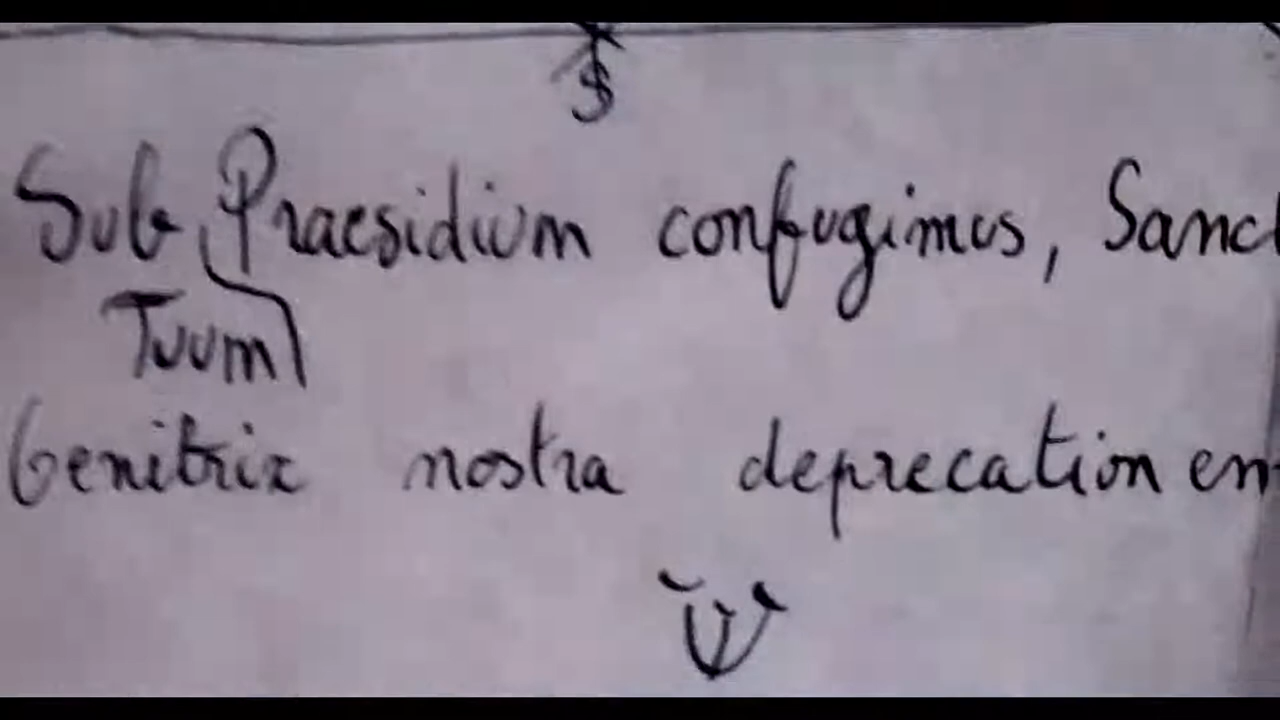 Sub Praesidium confugimus, Sanct
Tuum
Genitrix nostra deprecationem